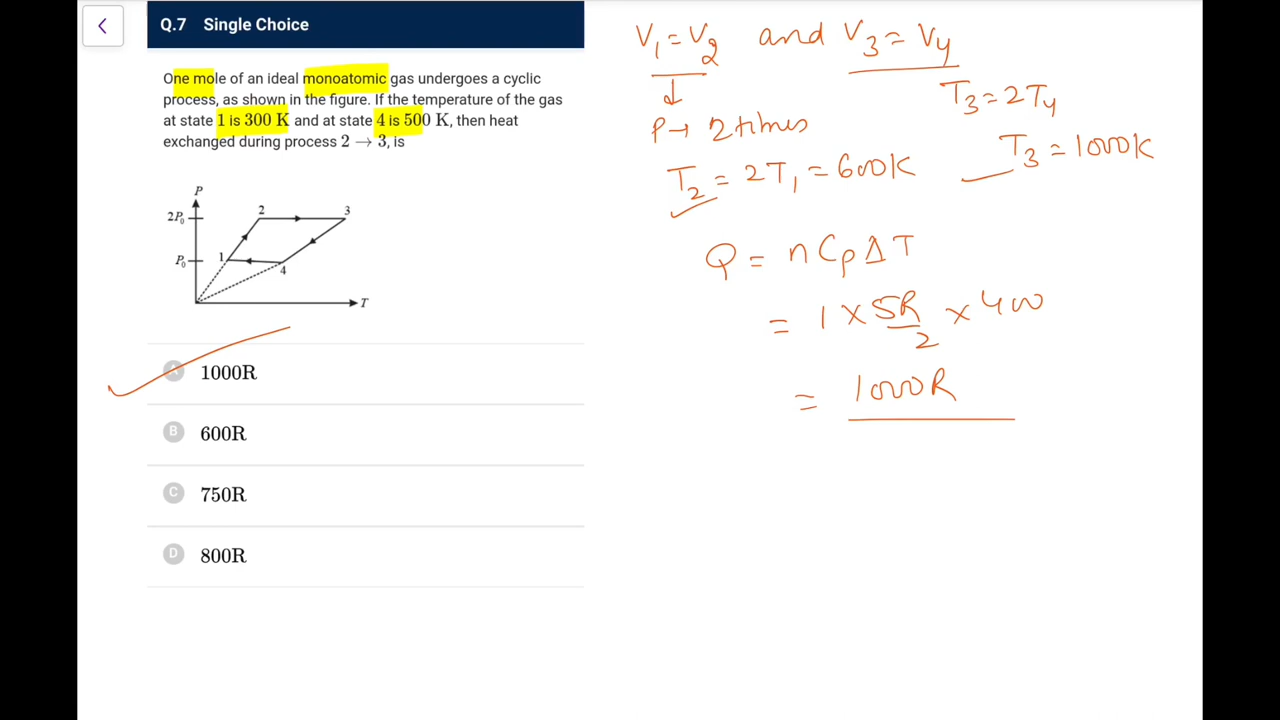 Q.7 Single Choice
One mole of an ideal monoatomic gas undergoes a cyclic
process, as shown in the figure. If the temperature of the gas
at state 1 is 300 K and at state 4 is 500 K, then heat
exchanged during process 2 → 3, is
P
2P₀
2
3
P₀
1
4
T
A 1000R
B 600R
C 750R
D 800R
V₁ = V₂ and V₃ = V₄
T₃ = 2T₄
P → 2 times
T₃ = 1000K
T₂ = 2T₁ = 600K
Q = nCpΔT
= 1 × 5R/2 × 400
= 1000R